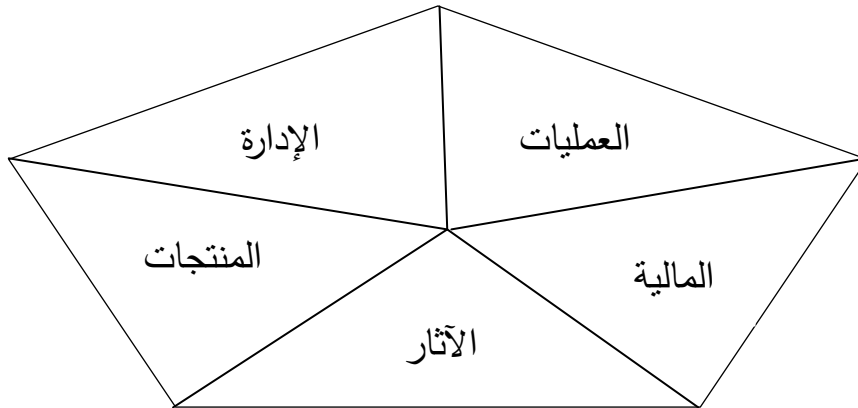 العمليات
الإدارة
المنتجات
المالية
الآثار